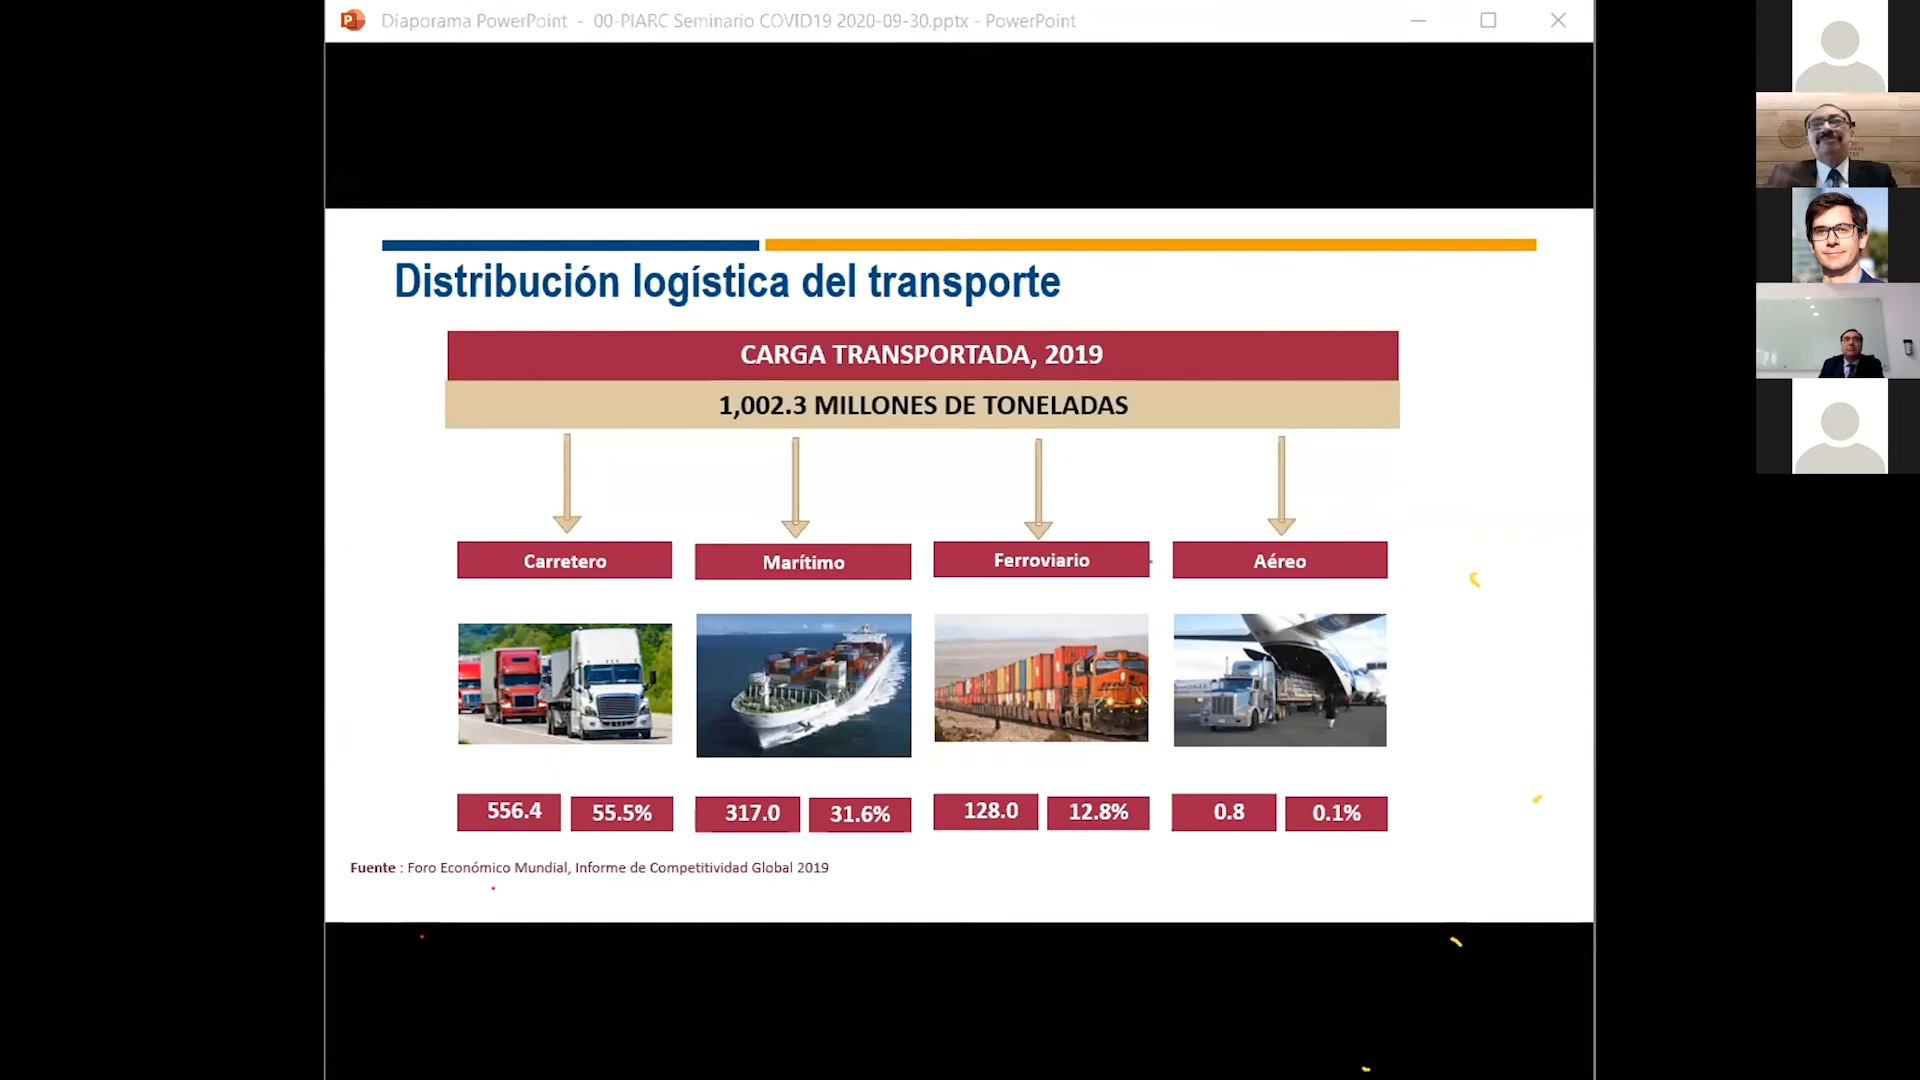 Diaporama PowerPoint - 00-PIARC Seminario COVID19 2020-09-30.pptx - PowerPoint
Distribución logística del transporte
CARGA TRANSPORTADA, 2019
1,002.3 MILLONES DE TONELADAS
Carretero
Marítimo
Ferroviario
Aéreo
556.4
55.5%
317.0
31.6%
128.0
12.8%
0.8
0.1%
Fuente : Foro Económico Mundial, Informe de Competitividad Global 2019